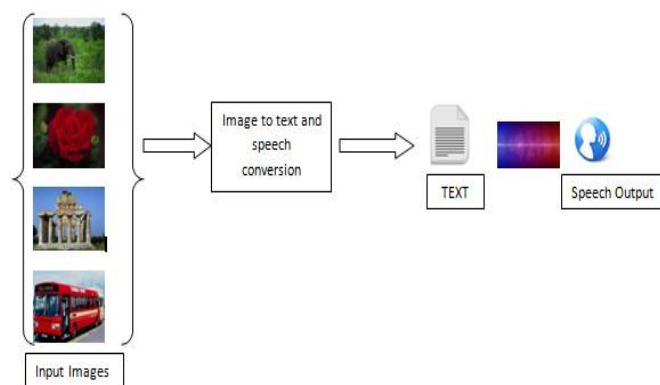 Image to text and
speech
conversion
TEXT
Speech Output
Input Images